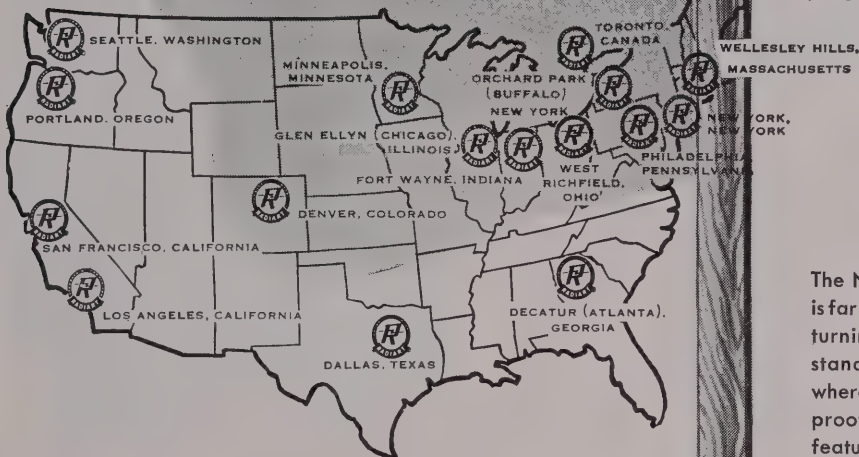 SEATTLE, WASHINGTON
PORTLAND, OREGON
SAN FRANCISCO, CALIFORNIA
LOS ANGELES, CALIFORNIA
DENVER, COLORADO
DALLAS, TEXAS
MINNEAPOLIS,
MINNESOTA
GLEN ELLYN (CHICAGO),
ILLINOIS
FORT WAYNE, INDIANA
ORCHARD PARK
(BUFFALO)
NEW YORK
WEST
RICHFIELD,
OHIO
TORONTO,
CANADA
WELLESLEY HILLS,
MASSACHUSETTS
NEW YORK,
NEW YORK
PHILADELPHIA
PENNSYLVANIA
DECATUR (ATLANTA),
GEORGIA
RADIANT
The N
is far
turnin
stand
where
proo
featu